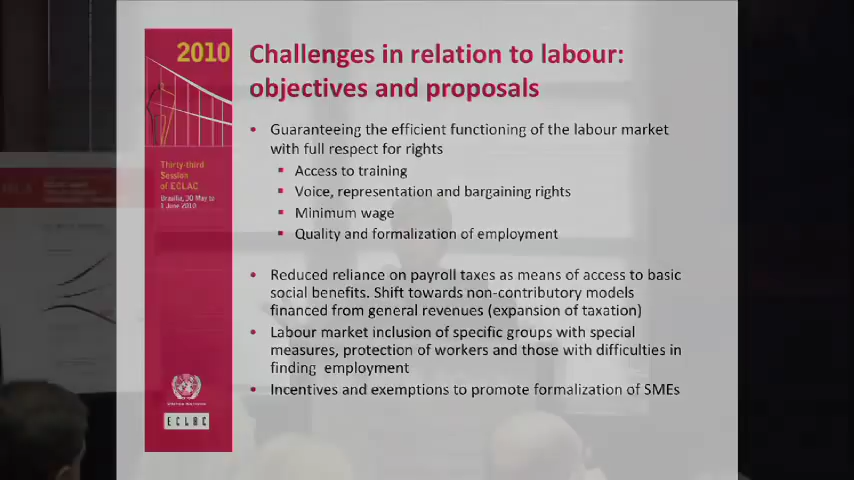 2010
Challenges in relation to labour:
objectives and proposals
Thirty-third
Session
of ECLAC
Brasilia, 30 May to
1 June 2010
• Guaranteeing the efficient functioning of the labour market
with full respect for rights
▪ Access to training
▪ Voice, representation and bargaining rights
▪ Minimum wage
▪ Quality and formalization of employment
• Reduced reliance on payroll taxes as means of access to basic
social benefits. Shift towards non-contributory models
financed from general revenues (expansion of taxation)
• Labour market inclusion of specific groups with special
measures, protection of workers and those with difficulties in
finding employment
• Incentives and exemptions to promote formalization of SMEs
UNITED NATIONS
ECLAC